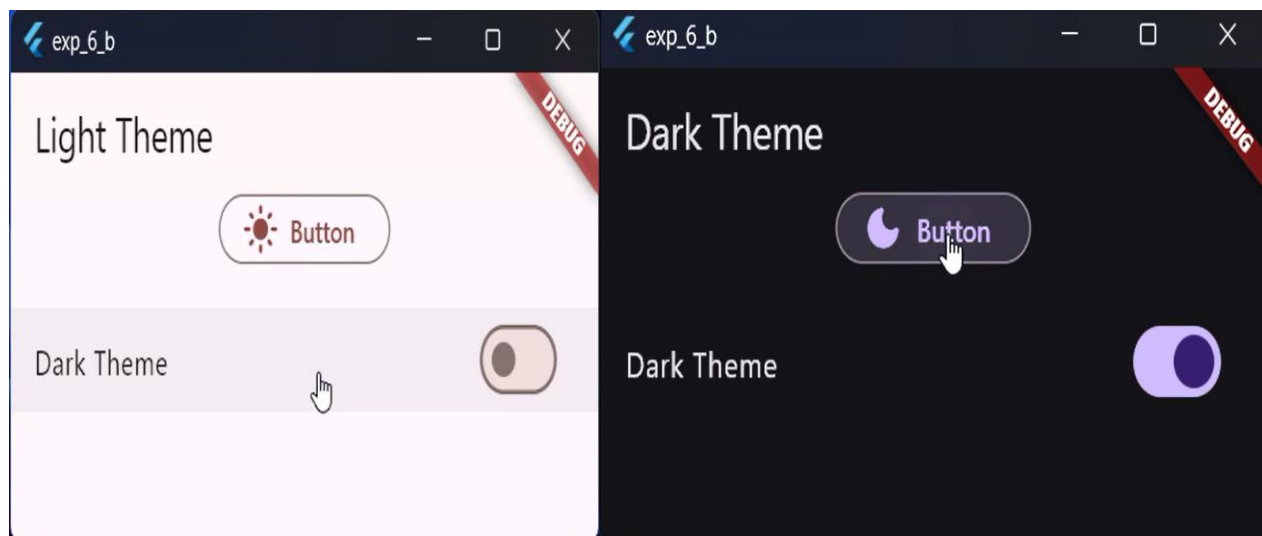 exp_6_b
DEBUG
Light Theme
Button
Dark Theme
exp_6_b
DEBUG
Dark Theme
Button
Dark Theme